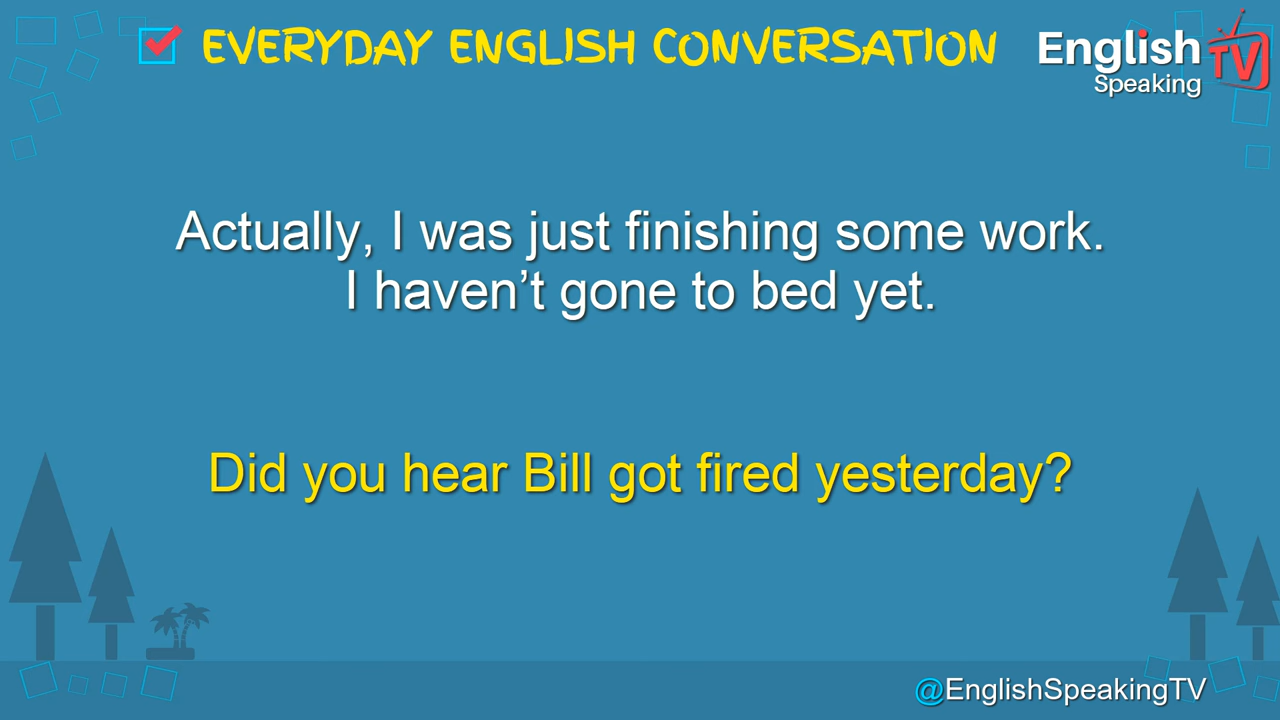 EVERYDAY ENGLISH CONVERSATION
English
Speaking
TV
Actually, I was just finishing some work.
I haven’t gone to bed yet.
Did you hear Bill got fired yesterday?
@EnglishSpeakingTV